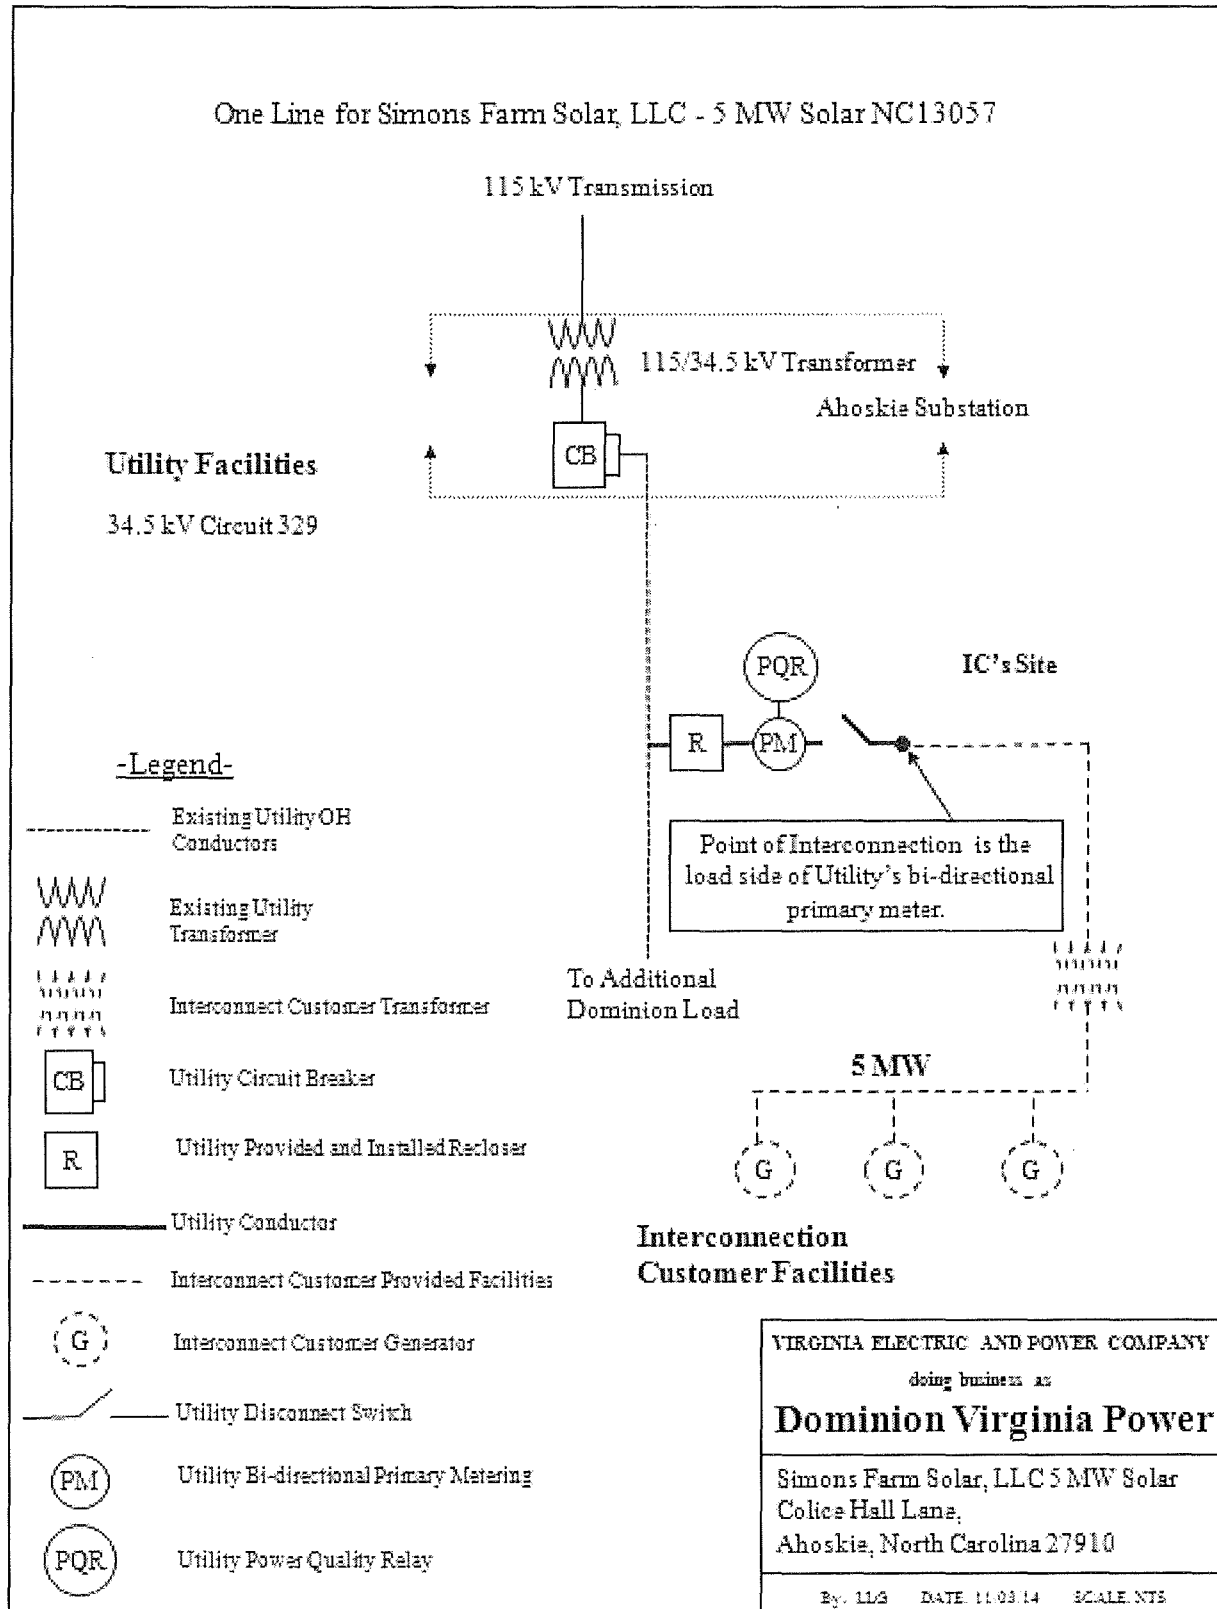 One Line for Simons Farm Solar, LLC - 5 MW Solar NC13057
115 kV Transmission
115/34.5 kV Transformer
Ahoskie Substation
CB
Utility Facilities
34.5 kV Circuit 329
PQR
IC's Site
R
PM
-Legend-
Existing Utility OH
Conductors
Point of Interconnection is the
load side of Utility's bi-directional
primary meter.
Existing Utility
Transformer
To Additional
Dominion Load
Interconnect Customer Transformer
5 MW
CB
Utility Circuit Breaker
R
Utility Provided and Installed Recloser
G
G
G
Utility Conductor
Interconnection
Customer Facilities
Interconnect Customer Provided Facilities
G
Interconnect Customer Generator
Utility Disconnect Switch
PM
Utility Bi-directional Primary Metering
PQR
Utility Power Quality Relay
VIRGINIA ELECTRIC AND POWER COMPANY
doing business as
Dominion Virginia Power
Simons Farm Solar, LLC 5 MW Solar
Colice Hall Lane,
Ahoskie, North Carolina 27910
By: DATE: 11.03.14 SCALE: NTS